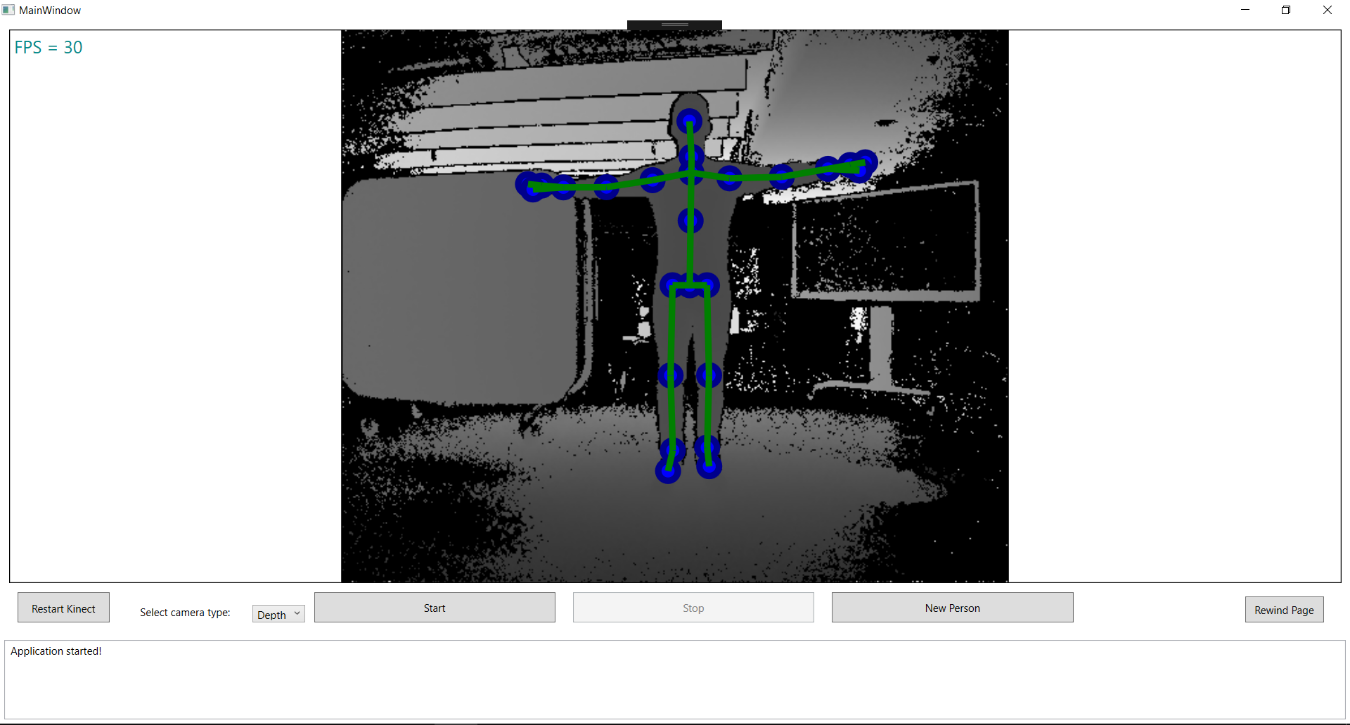 MainWindow
FPS = 30
Restart Kinect
Select camera type:
Depth
Start
Stop
New Person
Rewind Page
Application started!